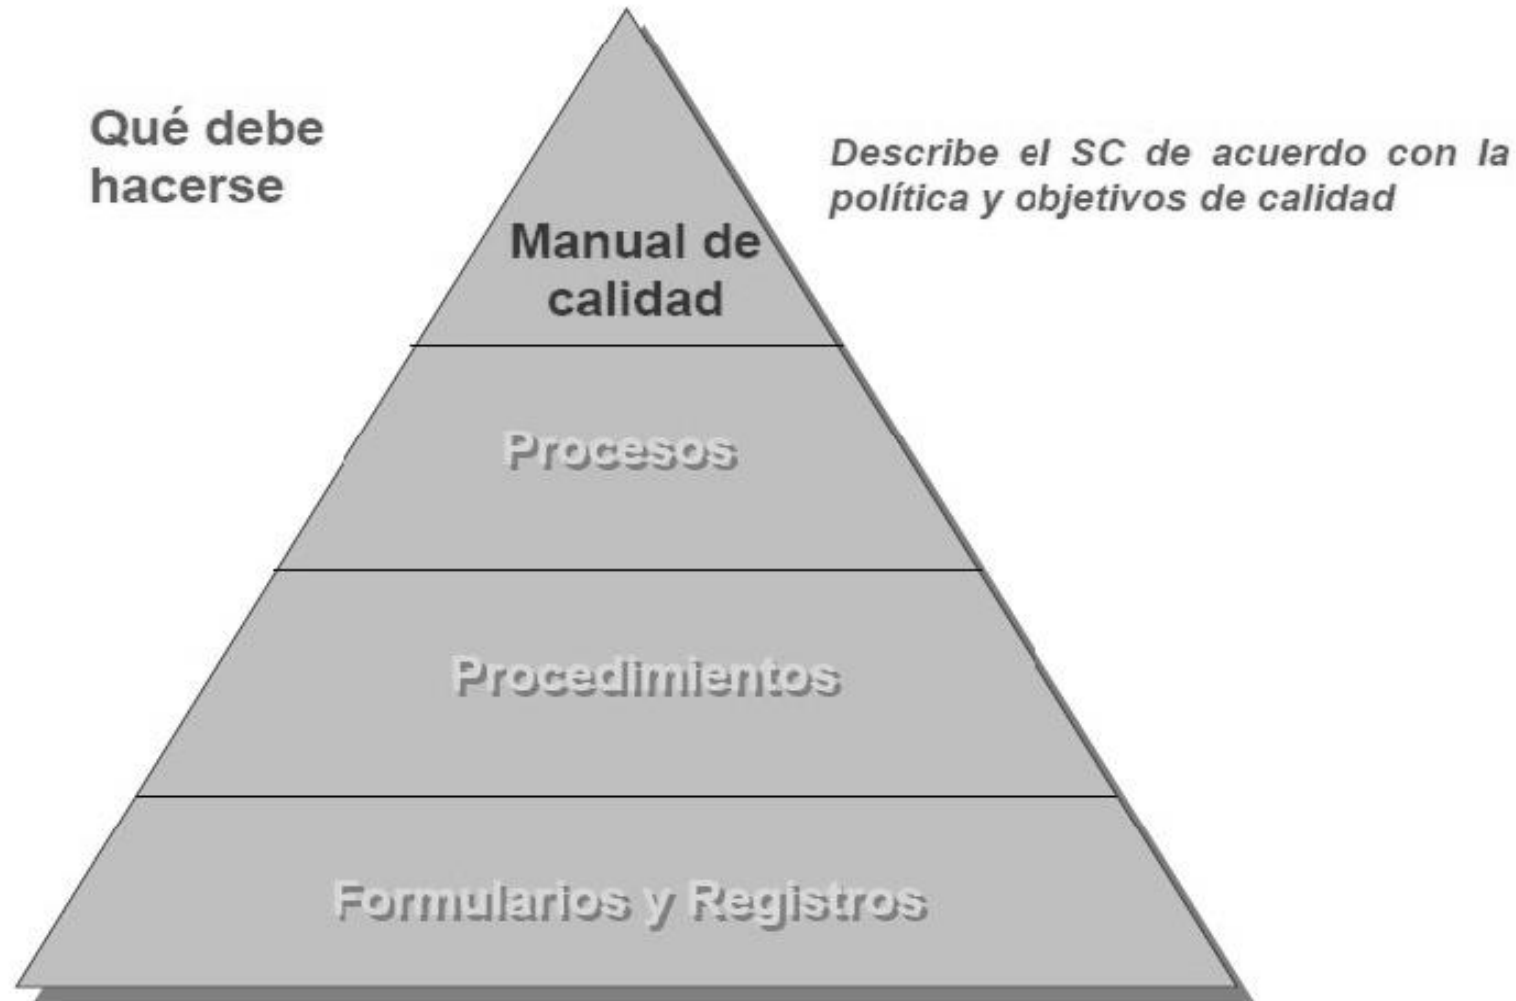 Qué debe
hacerse
Describe el SC de acuerdo con la
política y objetivos de calidad
Manual de
calidad
Procesos
Procedimientos
Formularios y Registros